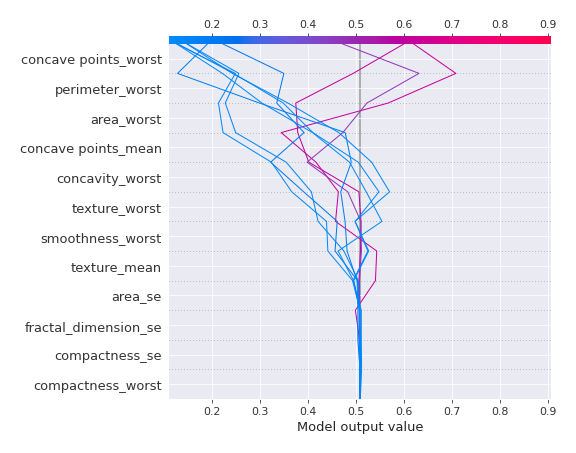 0.2 0.3 0.4 0.5 0.6 0.7 0.8 0.9
concave points_worst
perimeter_worst
area_worst
concave points_mean
concavity_worst
texture_worst
smoothness_worst
texture_mean
area_se
fractal_dimension_se
compactness_se
compactness_worst
0.2 0.3 0.4 0.5 0.6 0.7 0.8 0.9
Model output value